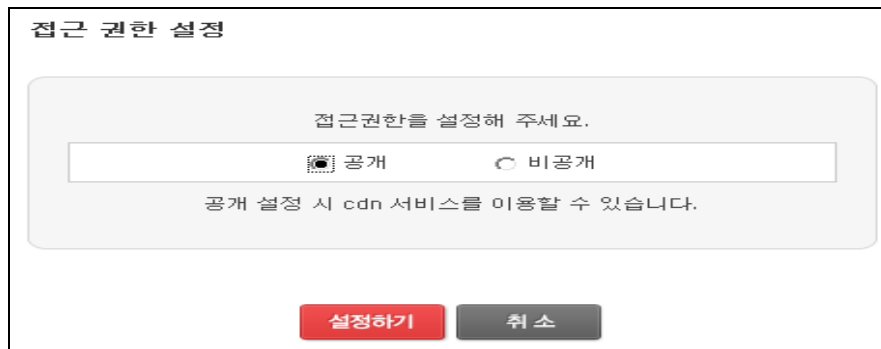 접근 권한 설정
접근권한을 설정해 주세요.
공개 비공개
공개 설정 시 cdn 서비스를 이용할 수 있습니다.
설정하기 취소